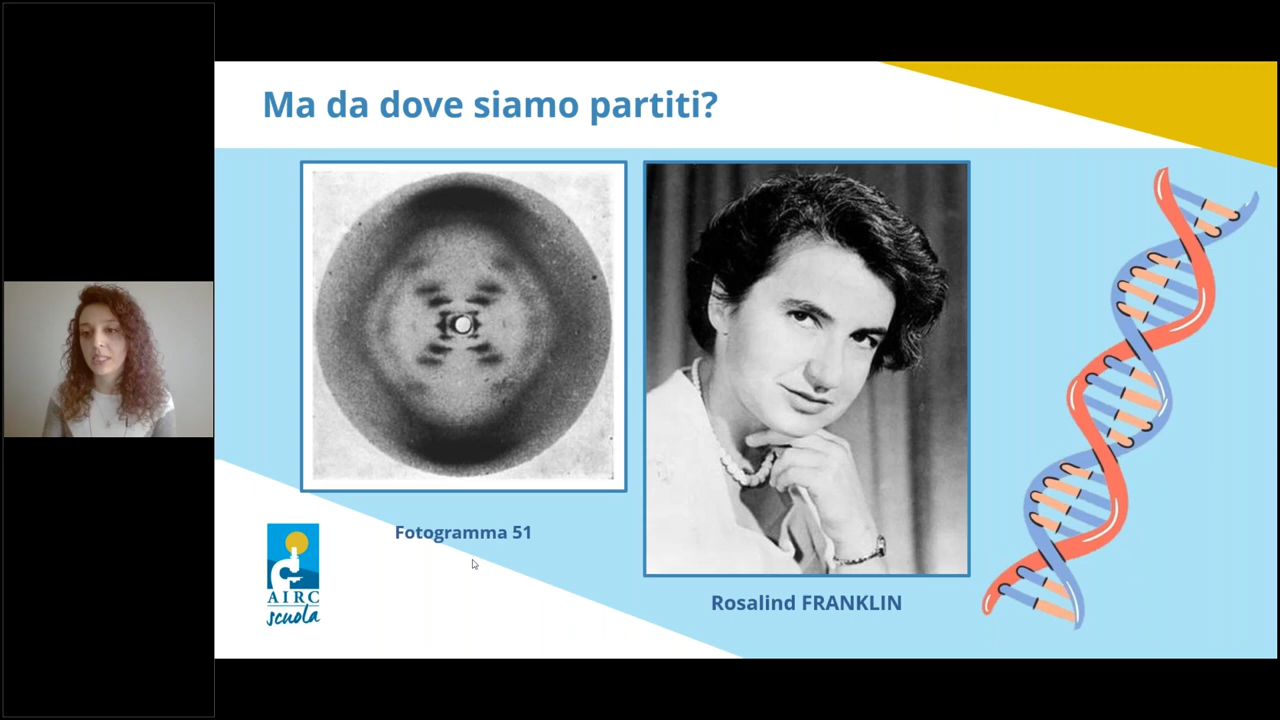 Ma da dove siamo partiti?
Fotogramma 51
Rosalind FRANKLIN
AIRC
scuola